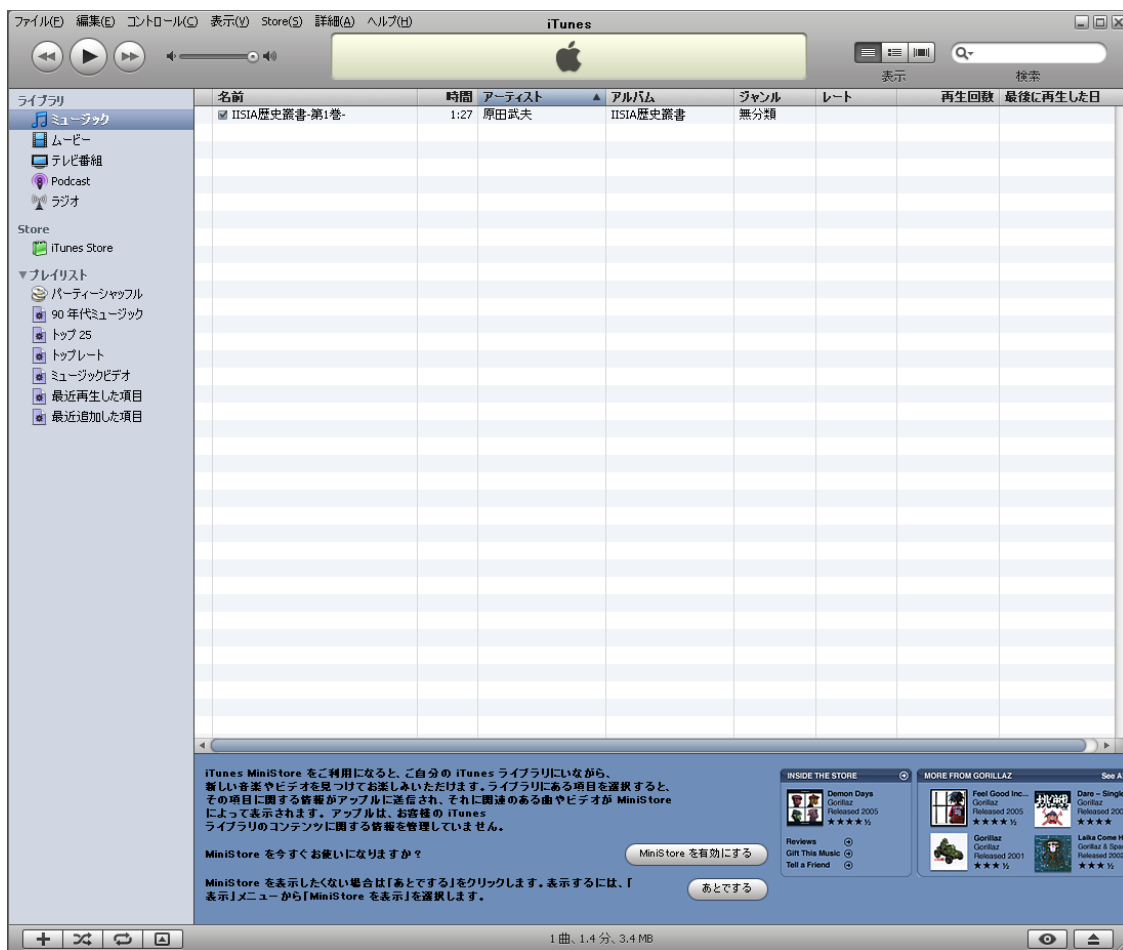 ファイル(F) 編集(E) コントロール(C) 表示(V) Store(S) 詳細(A) ヘルプ(H)
iTunes
表示
検索
ライブラリ
ミュージック
ムービー
テレビ番組
Podcast
ラジオ
Store
iTunes Store
プレイリスト
パーティーシャッフル
90 年代ミュージック
トップ 25
トップレート
ミュージックビデオ
最近再生した項目
最近追加した項目
名前 時間 アーティスト アルバム ジャンル レート 再生回数 最後に再生した日
IISIA歴史叢書-第1巻- 1:27 原田武夫 IISIA歴史叢書 無分類
iTunes MiniStore をご利用になると、ご自分の iTunes ライブラリにいながら、
新しい音楽やビデオを見つけてお楽しみいただけます。ライブラリにある項目を選択すると、
その項目に関する情報がアップルに送信され、それに関連のある曲やビデオが MiniStore
によって表示されます。アップルは、お客様の iTunes
ライブラリのコンテンツに関する情報を管理していません。
MiniStore を今すぐお使いになりますか？
MiniStore を有効にする
MiniStore を表示したくない場合は「あとでする」をクリックします。表示するには、「
表示」メニューから「MiniStore を表示」を選択します。
あとでする
INSIDE THE STORE
Demon Days
Gorillaz
Released 2005
Reviews
Gift This Music
Tell a Friend
MORE FROM GORILLAZ
See A
Feel Good Inc...
Gorillaz
Released 2005
Dare – Single
Gorillaz
Released 200
Gorillaz
Gorillaz
Released 2001
Laika Come H
Gorillaz & Spa
Released 2002
1 曲、1.4 分、3.4 MB